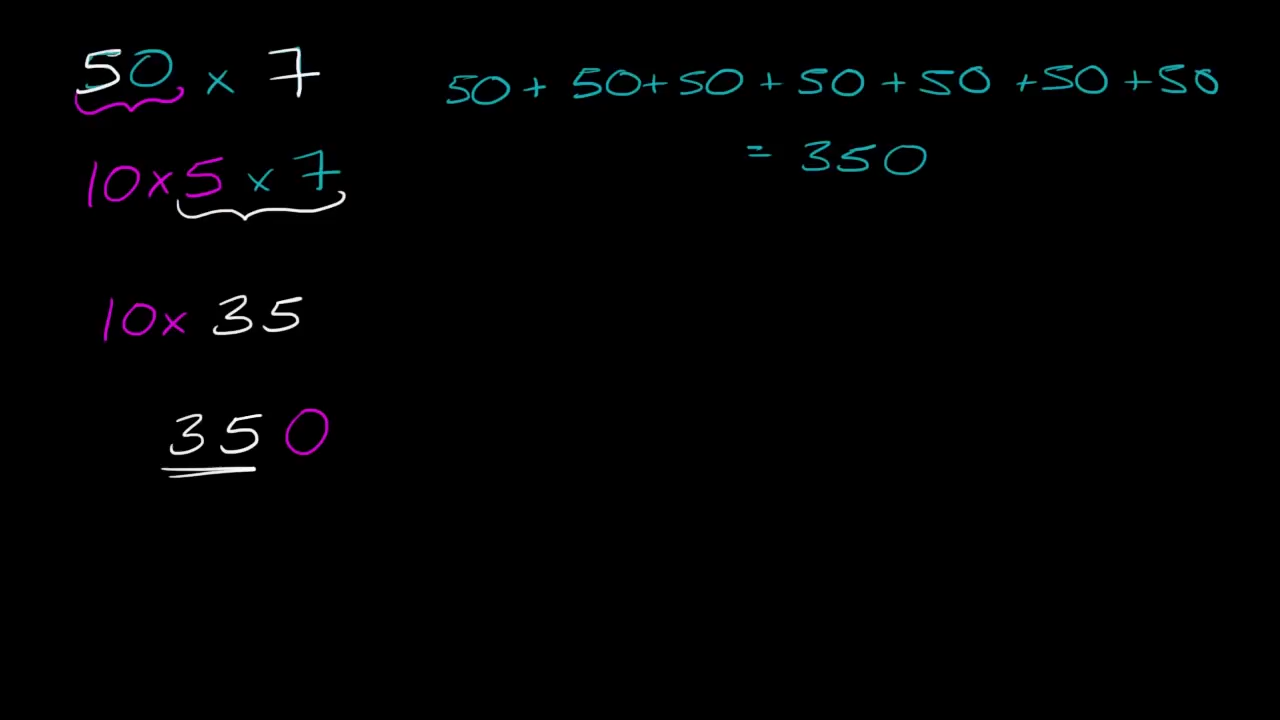 50 x 7
50 + 50 + 50 + 50 + 50 + 50 + 50
= 350
10 x 5 x 7
10 x 35
350